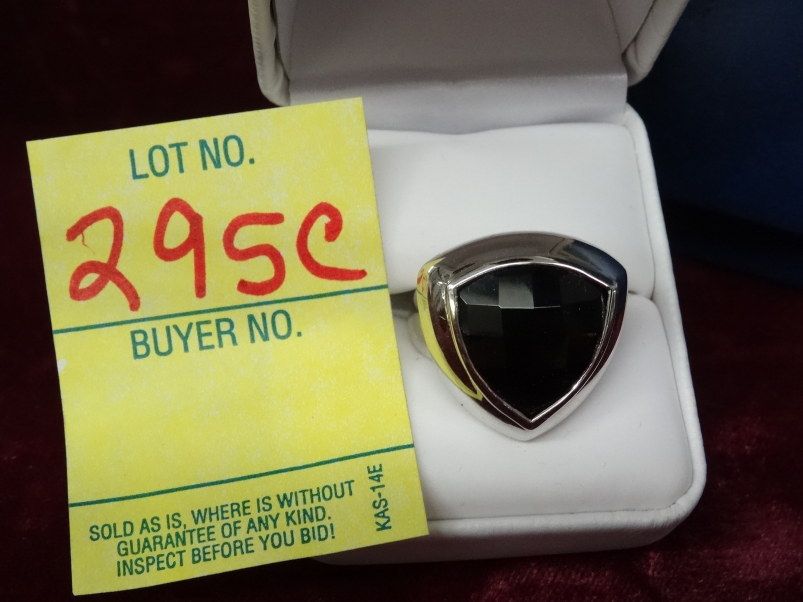 LOT NO.
295C
BUYER NO.
SOLD AS IS, WHERE IS WITHOUT
GUARANTEE OF ANY KIND.
INSPECT BEFORE YOU BID!
KAS-14E